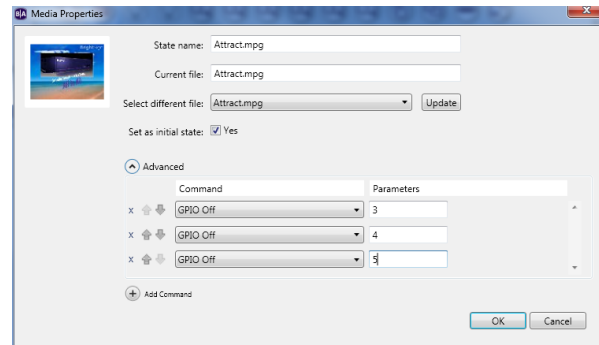 BA Media Properties
x
State name: Attract.mpg
Current file: Attract.mpg
Select different file: Attract.mpg Update
Set as initial state: Yes
Advanced
Command Parameters
x GPIO Off 3
x GPIO Off 4
x GPIO Off 5
+ Add Command
OK Cancel